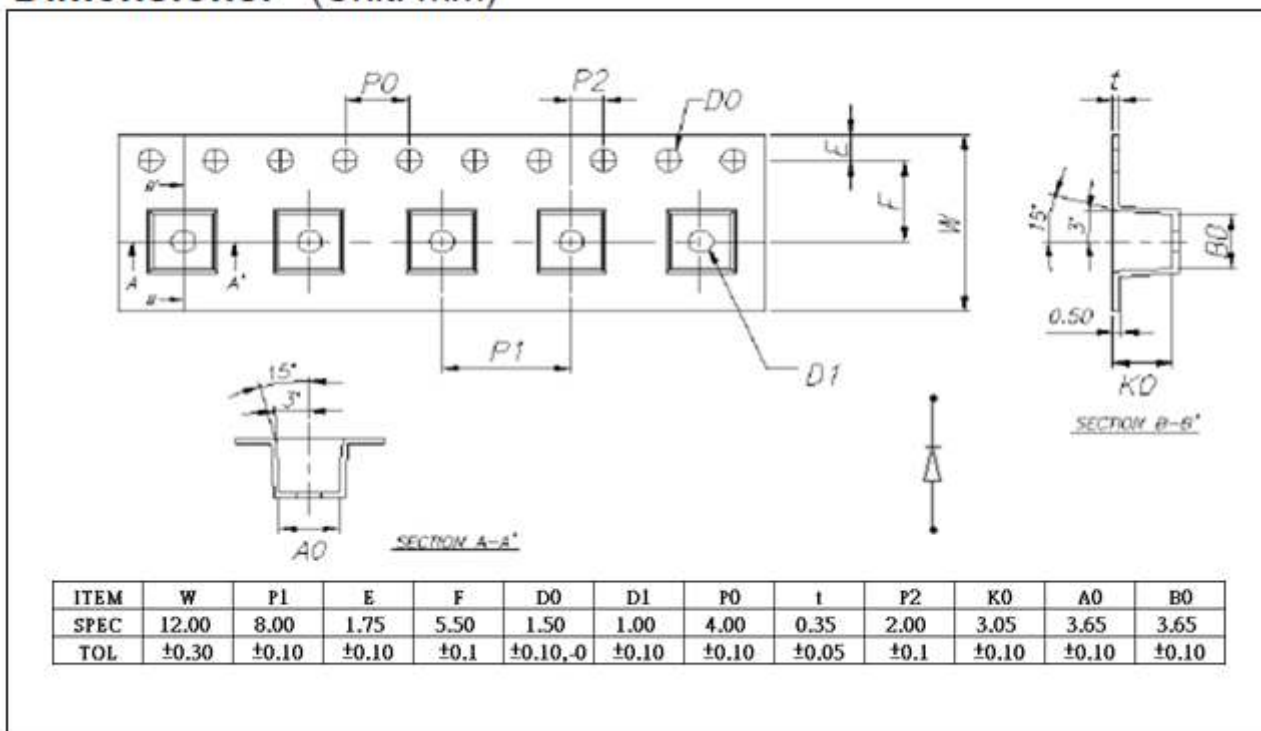 (Unit: mm)
P0
P2
D0
t
E
F
W
15°
3°
B0
A
A'
0.50
P1
D1
K0
15°
3°
SECTION B-B'
A0
SECTION A-A'
ITEM W P1 E F D0 D1 P0 t P2 K0 A0 B0
SPEC 12.00 8.00 1.75 5.50 1.50 1.00 4.00 0.35 2.00 3.05 3.65 3.65
TOL ±0.30 ±0.10 ±0.10 ±0.1 ±0.10,-0 ±0.10 ±0.10 ±0.05 ±0.1 ±0.10 ±0.10 ±0.10